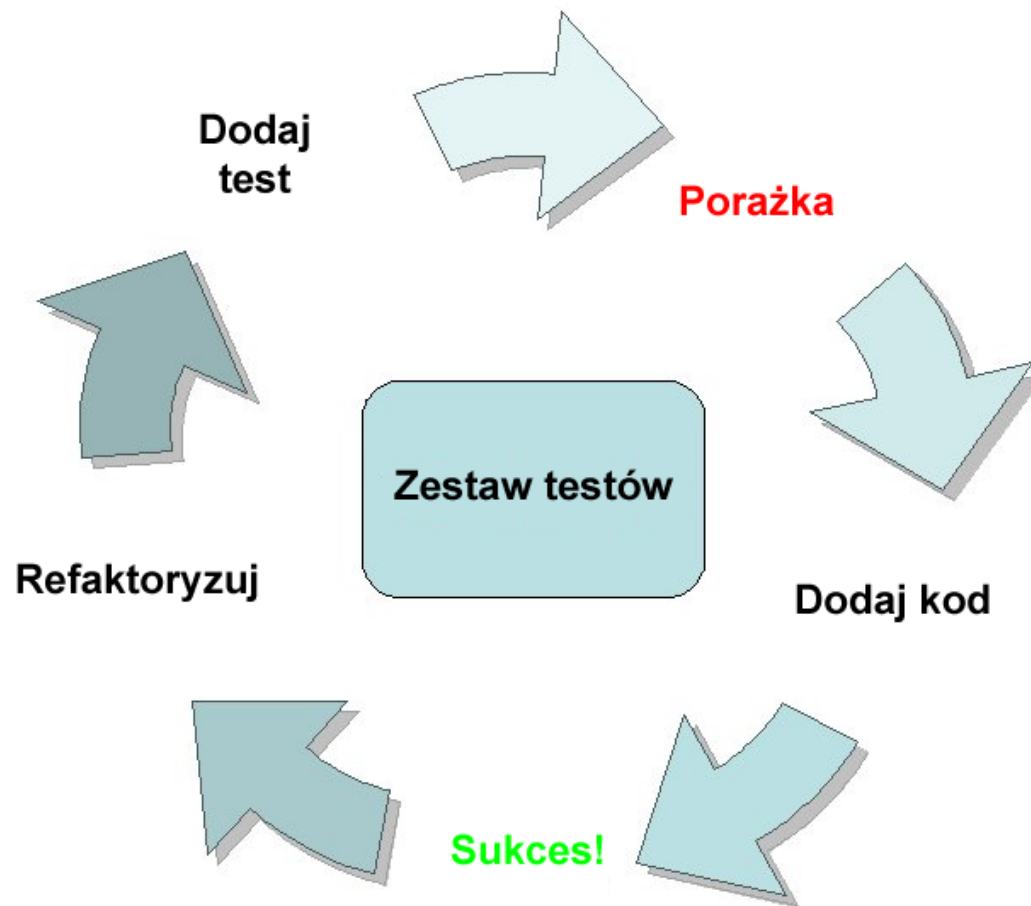 Dodaj
test
Porażka
Zestaw testów
Refaktoryzuj
Dodaj kod
Sukces!